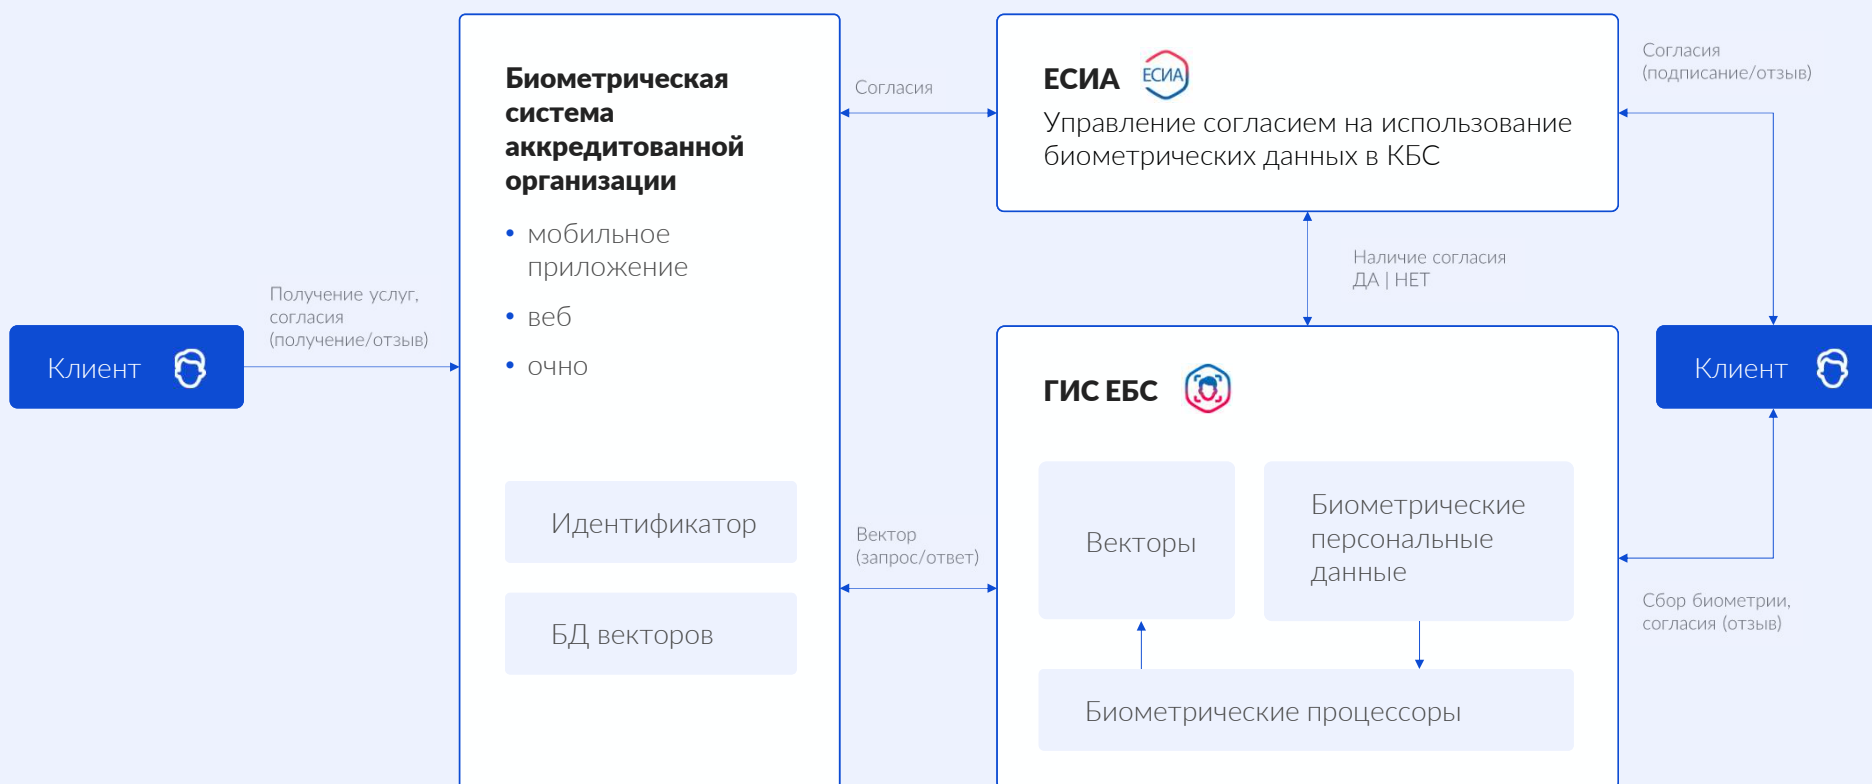 Клиент
Получение услуг,
согласия
(получение/отзыв)
Биометрическая
система
аккредитованной
организации
• мобильное
приложение
• веб
• очно
Идентификатор
БД векторов
Согласия
Вектор
(запрос/ответ)
ЕСИА
ЕСИА
Управление согласием на использование
биометрических данных в КБС
Наличие согласия
ДА | НЕТ
ГИС ЕБС
Векторы
Биометрические
персональные
данные
Биометрические процессоры
Согласия
(подписание/отзыв)
Клиент
Сбор биометрии,
согласия (отзыв)